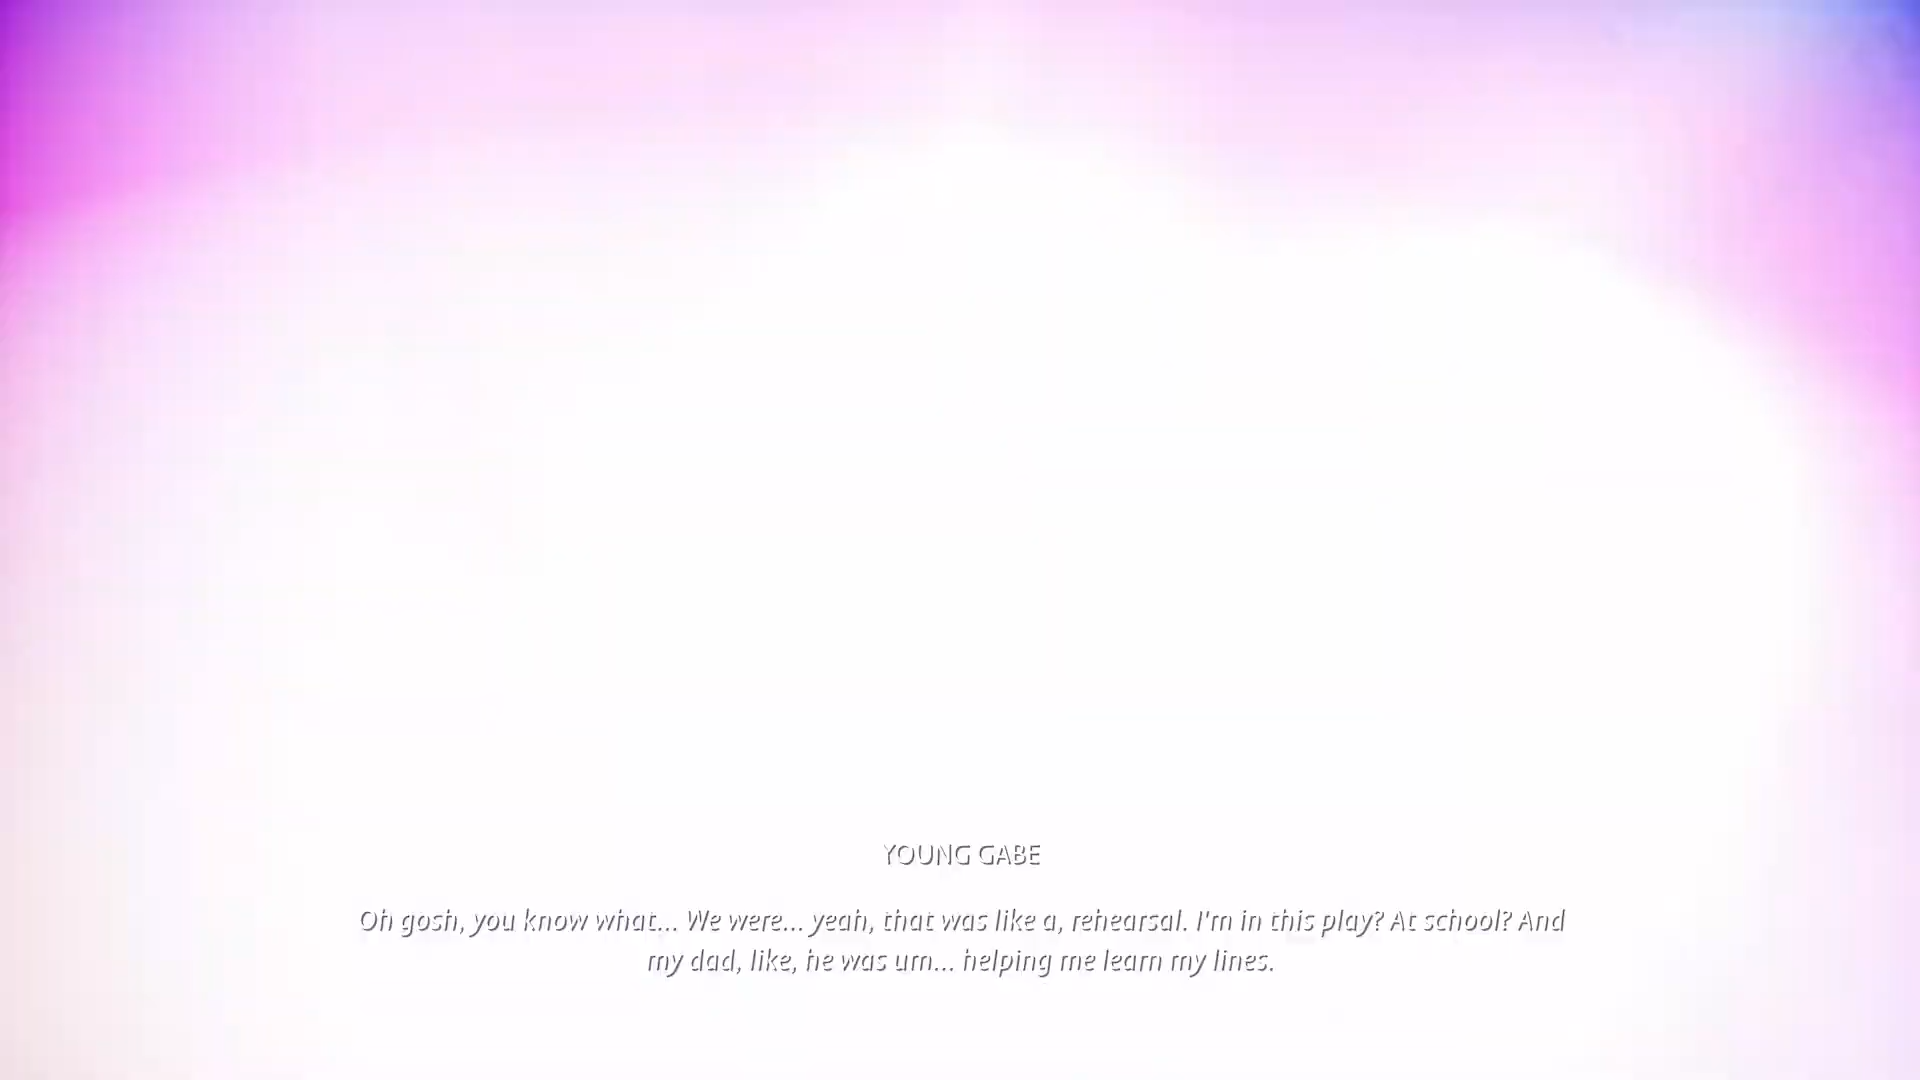 YOUNG GABE
Oh gosh, you know what... We were... yeah, that was like a, rehearsal. I'm in this play? At school? And
my dad, like, he was um... helping me learn my lines.